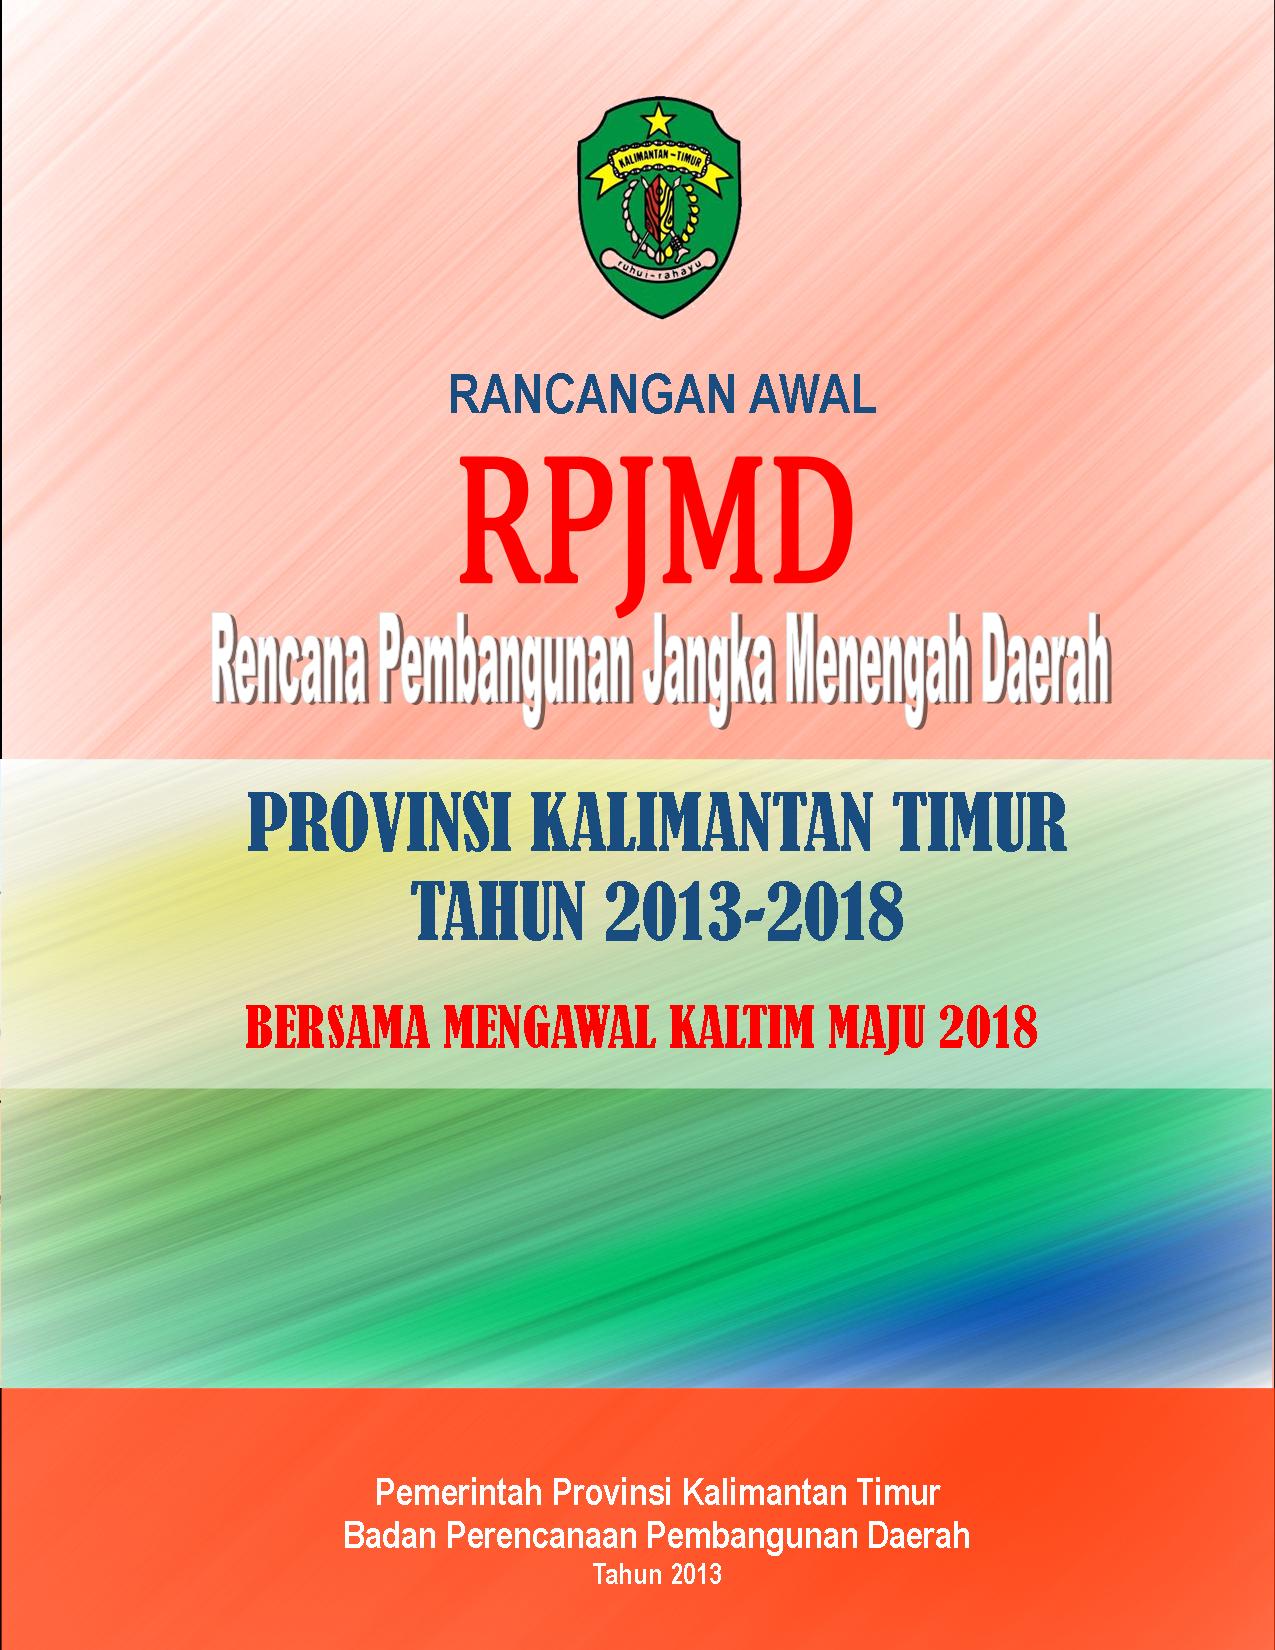 KALIMANTAN-TIMUR
ruhui-rahayu
RANCANGAN AWAL
RPJMD
Rencana Pembangunan Jangka Menengah Daerah
PROVINSI KALIMANTAN TIMUR
TAHUN 2013-2018
BERSAMA MENGAWAL KALTIM MAJU 2018
Pemerintah Provinsi Kalimantan Timur
Badan Perencanaan Pembangunan Daerah
Tahun 2013